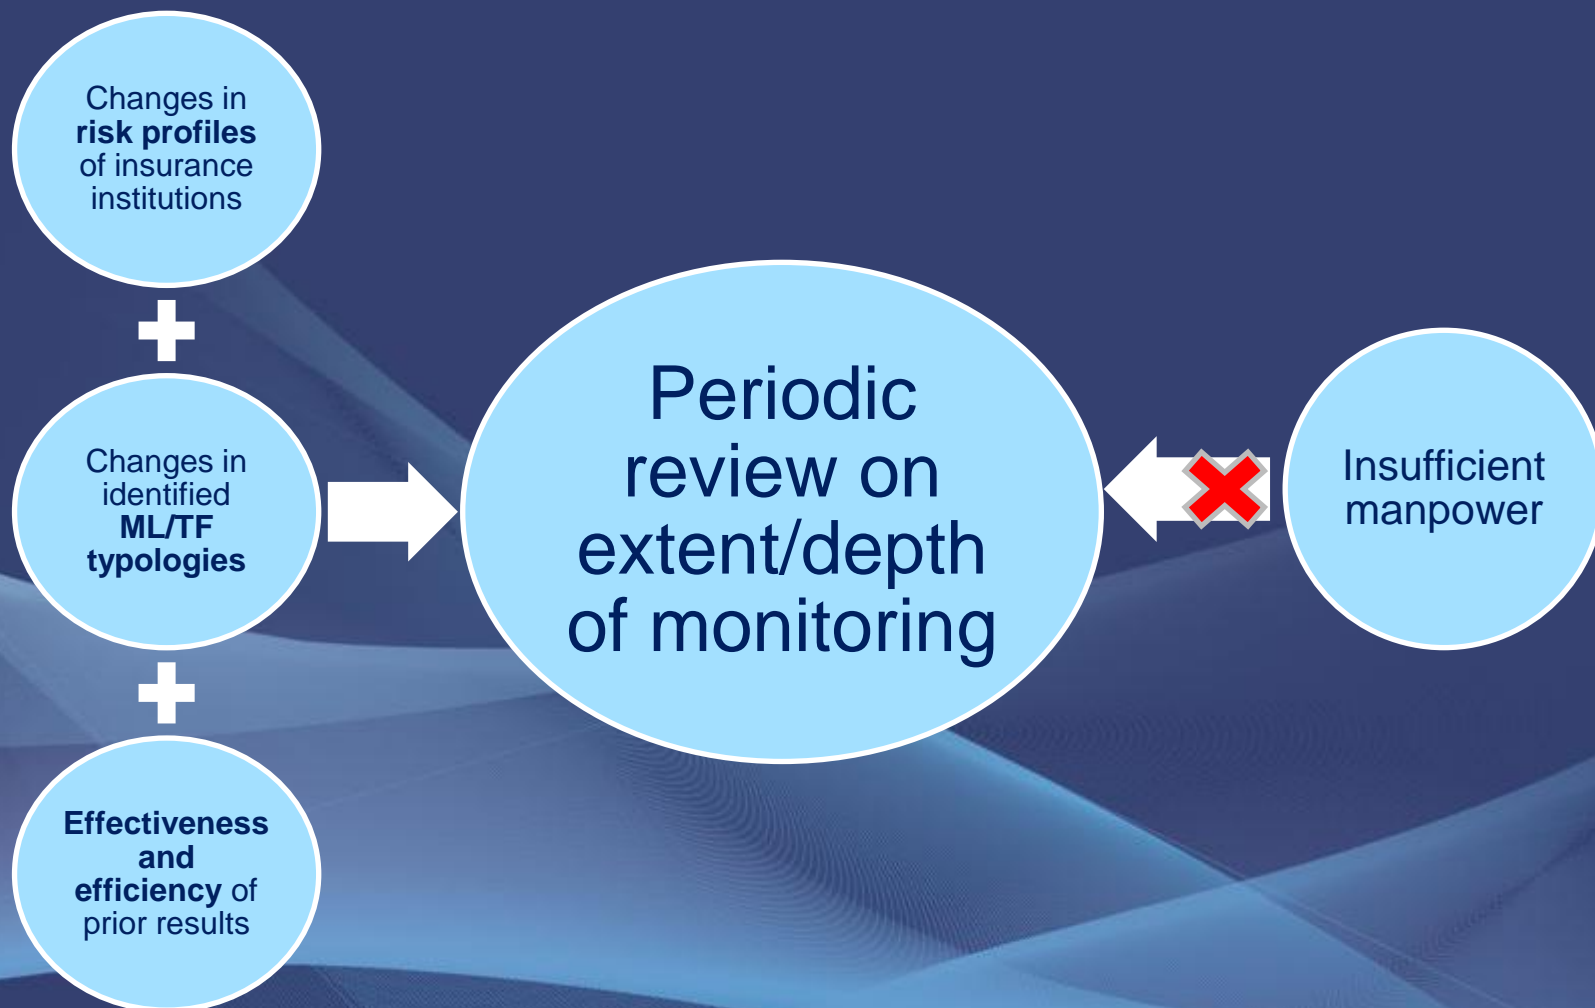 Changes in
risk profiles
of insurance
institutions
Changes in
identified
ML/TF
typologies
Effectiveness
and
efficiency of
prior results
Periodic
review on
extent/depth
of monitoring
Insufficient
manpower